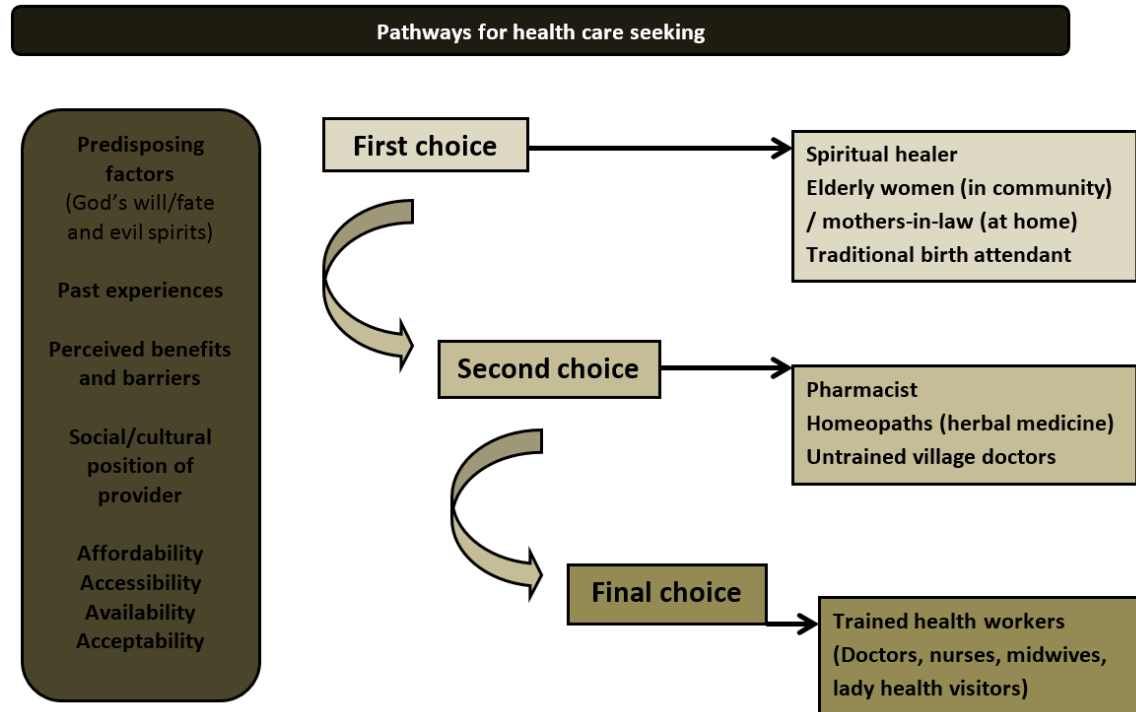 Pathways for health care seeking
Predisposing
factors
(God's will/fate
and evil spirits)
Past experiences
Perceived benefits
and barriers
Social/cultural
position of
provider
Affordability
Accessibility
Availability
Acceptability
First choice
Spiritual healer
Elderly women (in community)
/ mothers-in-law (at home)
Traditional birth attendant
Second choice
Pharmacist
Homeopaths (herbal medicine)
Untrained village doctors
Final choice
Trained health workers
(Doctors, nurses, midwives,
lady health visitors)